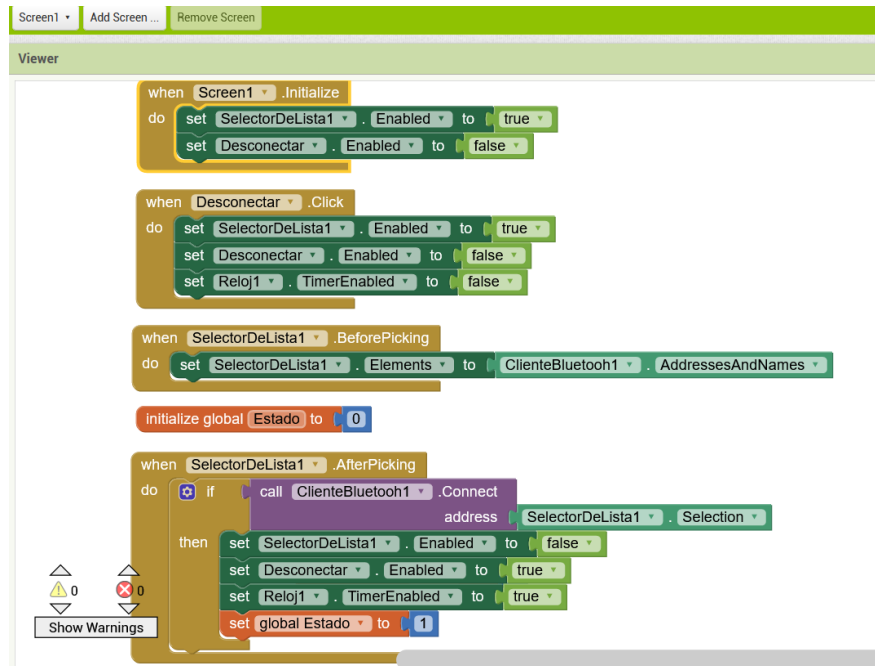 Screen1 Add Screen ... Remove Screen
Viewer
when Screen1 .Initialize
do set SelectorDeLista1 . Enabled to true
set Desconectar . Enabled to false
when Desconectar .Click
do set SelectorDeLista1 . Enabled to true
set Desconectar . Enabled to false
set Reloj1 . TimerEnabled to false
when SelectorDeLista1 .BeforePicking
do set SelectorDeLista1 . Elements to ClienteBluetooh1 . AddressesAndNames
initialize global Estado to 0
when SelectorDeLista1 .AfterPicking
do if call ClienteBluetooh1 .Connect
address SelectorDeLista1 . Selection
then set SelectorDeLista1 . Enabled to false
set Desconectar . Enabled to true
set Reloj1 . TimerEnabled to true
set global Estado to 1
0 0
Show Warnings